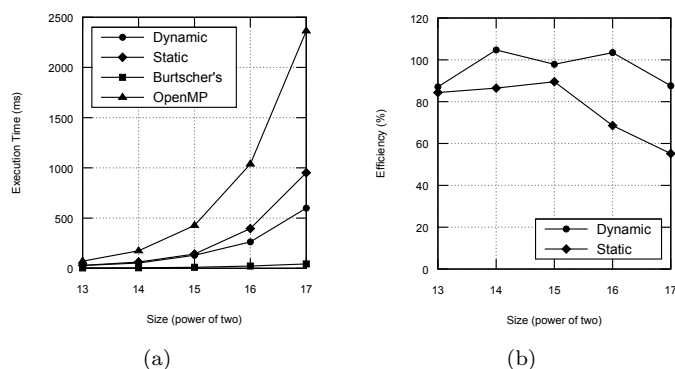 2500
2000
1500
1000
500
0
Execution Time (ms)
Dynamic
Static
Burtscher's
OpenMP
13 14 15 16 17
Size (power of two)
(a)
120
100
80
60
40
20
0
Efficiency (%)
Dynamic
Static
13 14 15 16 17
Size (power of two)
(b)